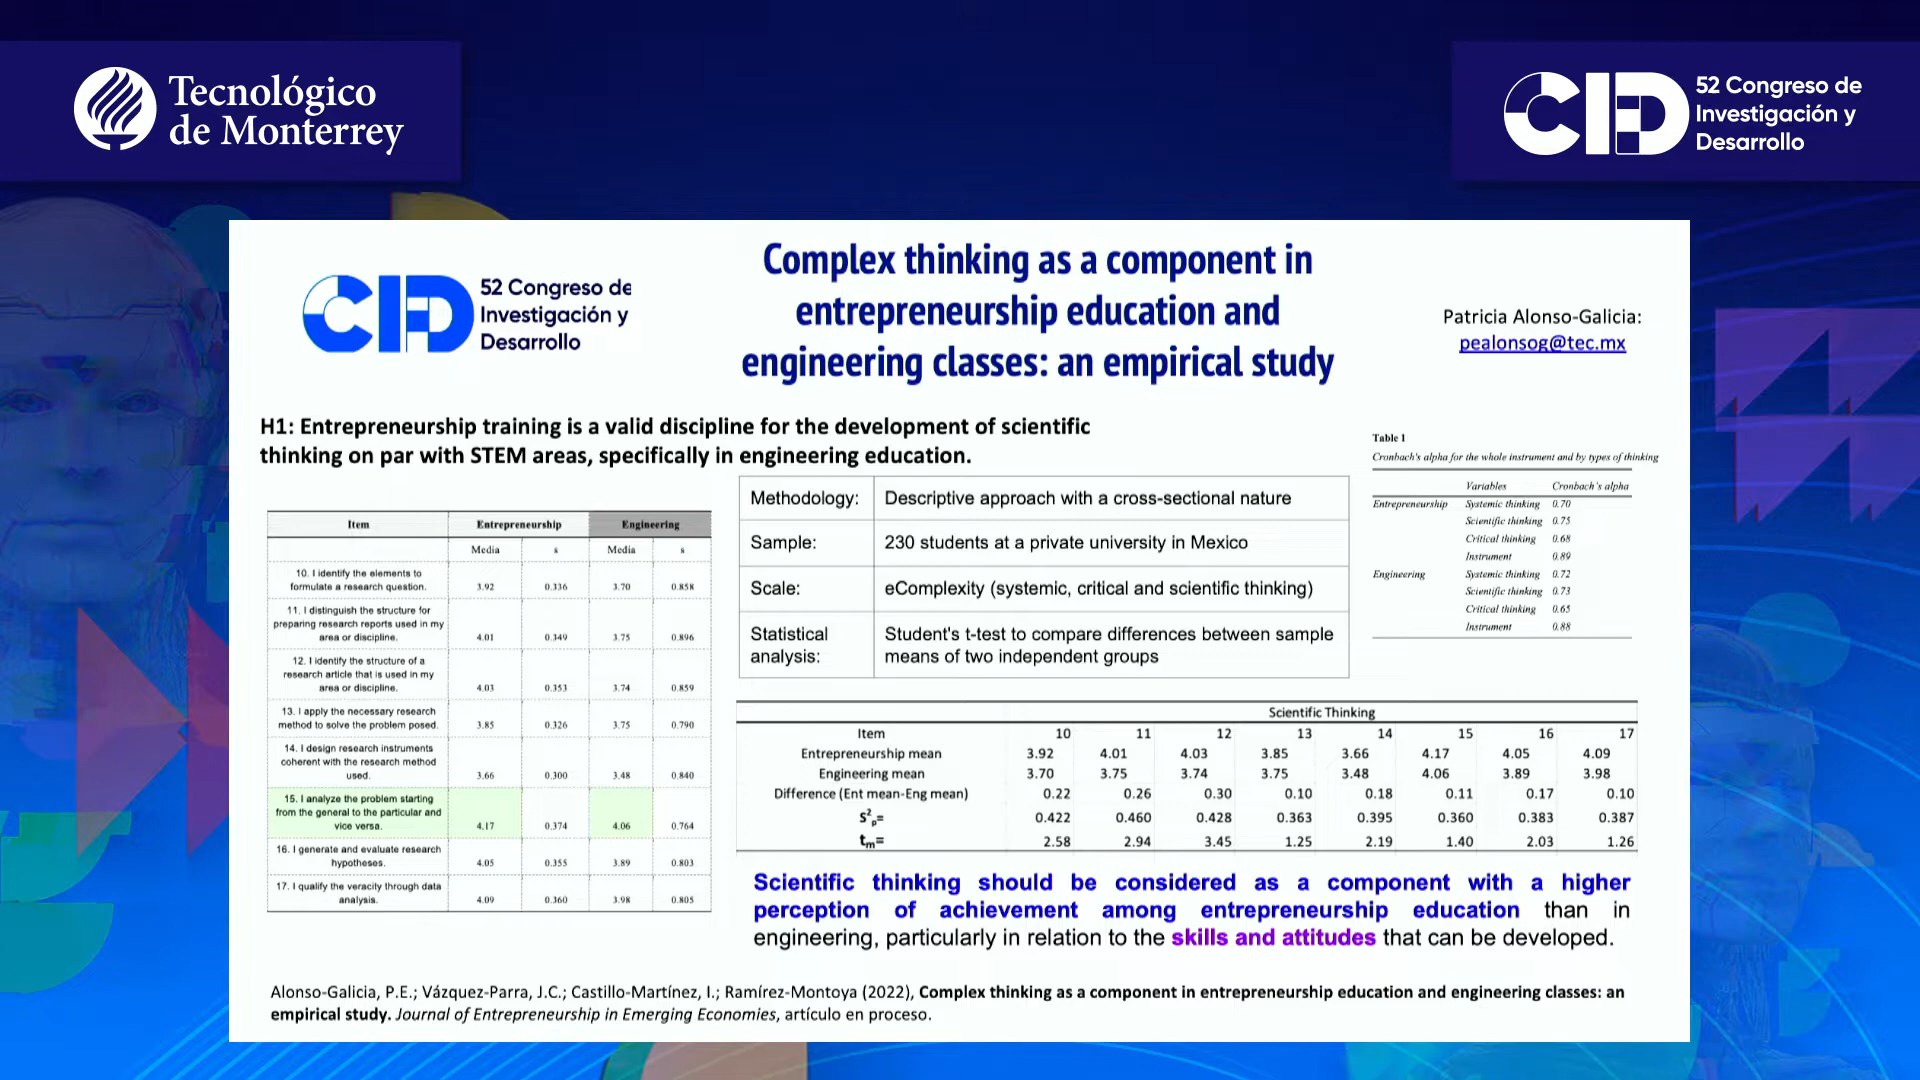 Tecnológico
de Monterrey
CID
52 Congreso de
Investigación y
Desarrollo
CID
52 Congreso de
Investigación y
Desarrollo
Complex thinking as a component in
entrepreneurship education and
engineering classes: an empirical study
Patricia Alonso-Galicia:
pealonsog@tec.mx
H1: Entrepreneurship training is a valid discipline for the development of scientific
thinking on par with STEM areas, specifically in engineering education.
Item Entrepreneurship Engineering
Media s Media s
10. I identify the elements to
formulate a research question. 3.92 0.336 3.70 0.858
11. I distinguish the structure for
preparing research reports used in my
area or discipline. 4.01 0.349 3.75 0.896
12. I identify the structure of a
research article that is used in my
area or discipline. 4.03 0.353 3.74 0.859
13. I apply the necessary research
method to solve the problem posed. 3.85 0.326 3.75 0.790
14. I design research instruments
coherent with the research method
used. 3.66 0.300 3.48 0.840
15. I analyze the problem starting
from the general to the particular and
vice versa. 4.17 0.374 4.06 0.764
16. I generate and evaluate research
hypotheses. 4.05 0.355 3.89 0.803
17. I qualify the veracity through data
analysis. 4.09 0.360 3.98 0.805
Methodology: Descriptive approach with a cross-sectional nature
Sample: 230 students at a private university in Mexico
Scale: eComplexity (systemic, critical and scientific thinking)
Statistical analysis: Student's t-test to compare differences between sample
means of two independent groups
Table 1
Cronbach's alpha for the whole instrument and by types of thinking
Variables Cronbach's alpha
Entrepreneurship Systemic thinking 0.70
Scientific thinking 0.75
Critical thinking 0.68
Instrument 0.89
Engineering Systemic thinking 0.72
Scientific thinking 0.73
Critical thinking 0.65
Instrument 0.88
Scientific Thinking
Item 10 11 12 13 14 15 16 17
Entrepreneurship mean 3.92 4.01 4.03 3.85 3.66 4.17 4.05 4.09
Engineering mean 3.70 3.75 3.74 3.75 3.48 4.06 3.89 3.98
Difference (Ent mean-Eng mean) 0.22 0.26 0.30 0.10 0.18 0.11 0.17 0.10
s²p= 0.422 0.460 0.428 0.363 0.395 0.360 0.383 0.387
tm= 2.58 2.94 3.45 1.25 2.19 1.40 2.03 1.26
Scientific thinking should be considered as a component with a higher
perception of achievement among entrepreneurship education than in
engineering, particularly in relation to the skills and attitudes that can be developed.
Alonso-Galicia, P.E.; Vázquez-Parra, J.C.; Castillo-Martínez, I.; Ramírez-Montoya (2022), Complex thinking as a component in entrepreneurship education and engineering classes: an
empirical study. Journal of Entrepreneurship in Emerging Economies, artículo en proceso.